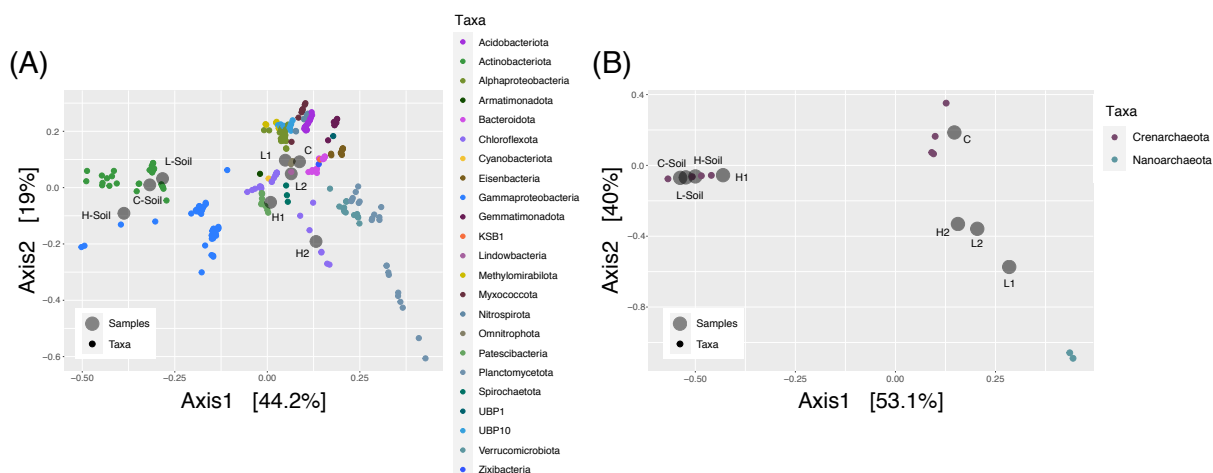 (A)
Axis2 [19%]
0.2
0.0
−0.2
−0.4
−0.6
L-Soil
C-Soil
H-Soil
L1
C
L2
H1
H2
Samples
Taxa
−0.50
−0.25
0.00
0.25
Axis1 [44.2%]
Taxa
Acidobacteriota
Actinobacteriota
Alphaproteobacteria
Armatimonadota
Bacteroidota
Chloroflexota
Cyanobacteriota
Eisenbacteria
Gammaproteobacteria
Gemmatimonadota
KSB1
Lindowbacteria
Methylomirabilota
Myxococcota
Nitrospirota
Omnitrophota
Patescibacteria
Planctomycetota
Spirochaetota
UBP1
UBP10
Verrucomicrobiota
Zixibacteria
(B)
Axis2 [40%]
0.4
0.0
−0.4
−0.8
C-Soil
H-Soil
L-Soil
H1
C
H2
L2
L1
Samples
Taxa
−0.50
−0.25
0.00
0.25
Axis1 [53.1%]
Taxa
Crenarchaeota
Nanoarchaeota